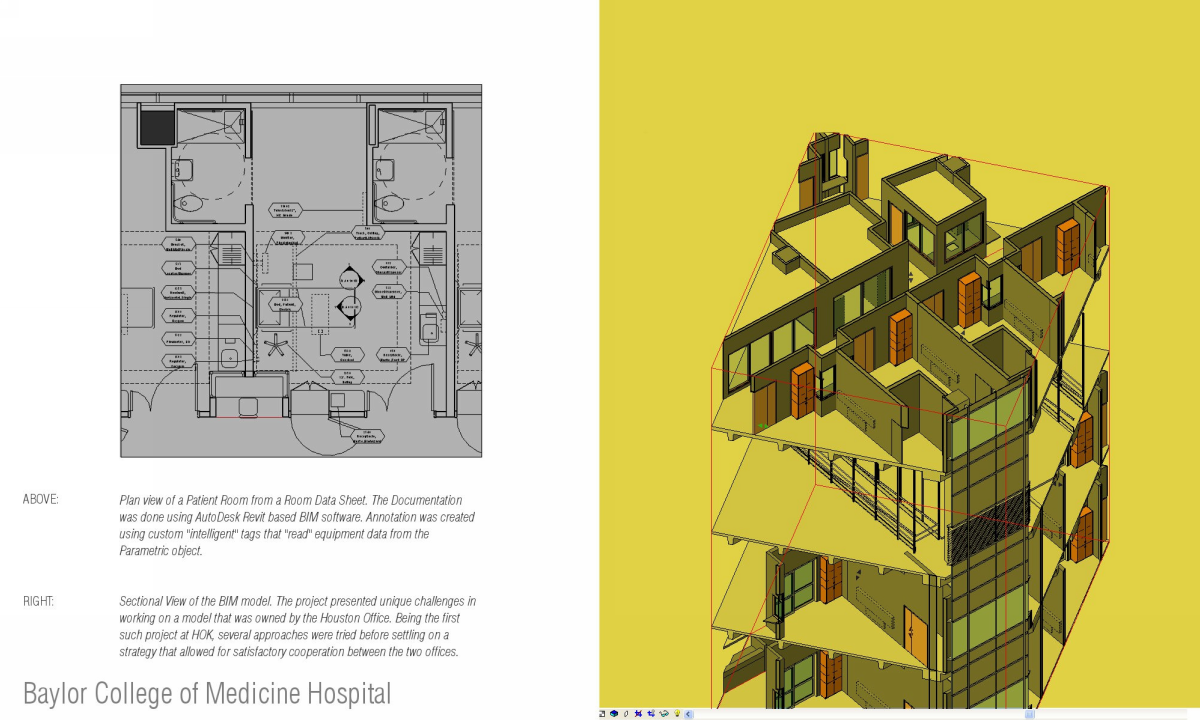 ABOVE:
Plan view of a Patient Room from a Room Data Sheet. The Documentation
was done using AutoDesk Revit based BIM software. Annotation was created
using custom "intelligent" tags that "read" equipment data from the
Parametric object.
RIGHT:
Sectional View of the BIM model. The project presented unique challenges in
working on a model that was owned by the Houston Office. Being the first
such project at HOK, several approaches were tried before settling on a
strategy that allowed for satisfactory cooperation between the two offices.
Baylor College of Medicine Hospital